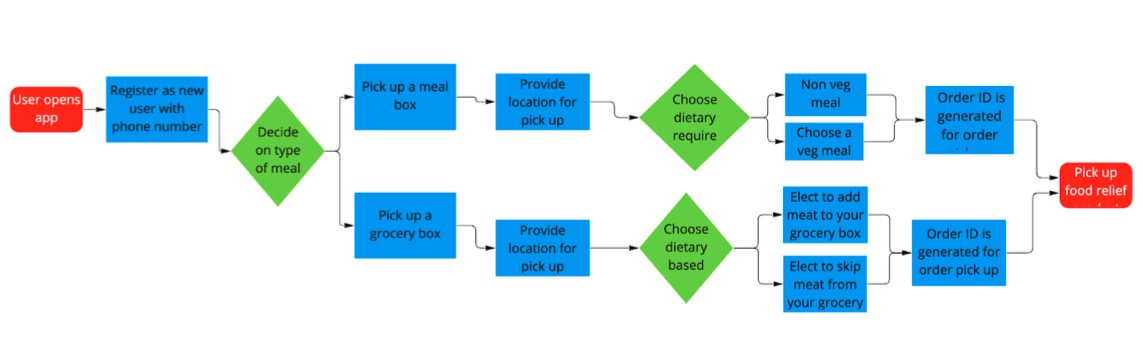 User opens
app
Register as new
user with
phone number
Decide
on type
of meal
Pick up a meal
box
Provide
location for
pick up
Choose
dietary
require
Non veg
meal
Choose a
veg meal
Order ID is
generated
for order
Pick up a
grocery box
Provide
location for
pick up
Choose
dietary
based
Elect to add
meat to your
grocery box
Elect to skip
meat from
your grocery
Order ID is
generated for
order pick up
Pick up
food relief